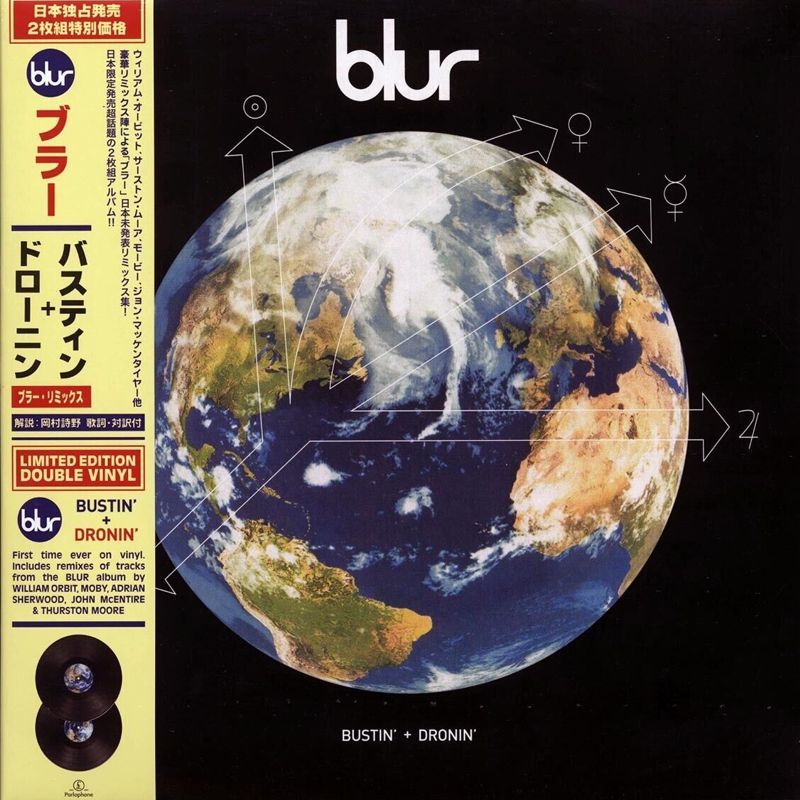 日本独占発売
2枚組特別価格
blur
ブラー
バスティン
+
ドローニン
ウィリアム・オービット、サーストン・ムーア、モービー、ジョン・マッケンタイヤー他
豪華リミックス陣による「ブラー」日本未発表リミックス集!
日本限定発売超話題の2枚組アルバム!!
ブラー・リミックス
解説:岡村詩野 歌詞・対訳付
LIMITED EDITION
DOUBLE VINYL
blur
BUSTIN'
+
DRONIN'
First time ever on vinyl.
Includes remixes of tracks
from the BLUR album by
WILLIAM ORBIT, MOBY, ADRIAN
SHERWOOD, JOHN McENTIRE
& THURSTON MOORE
Parlophone
blur
☉
♀
☿
♃
BUSTIN' + DRONIN'